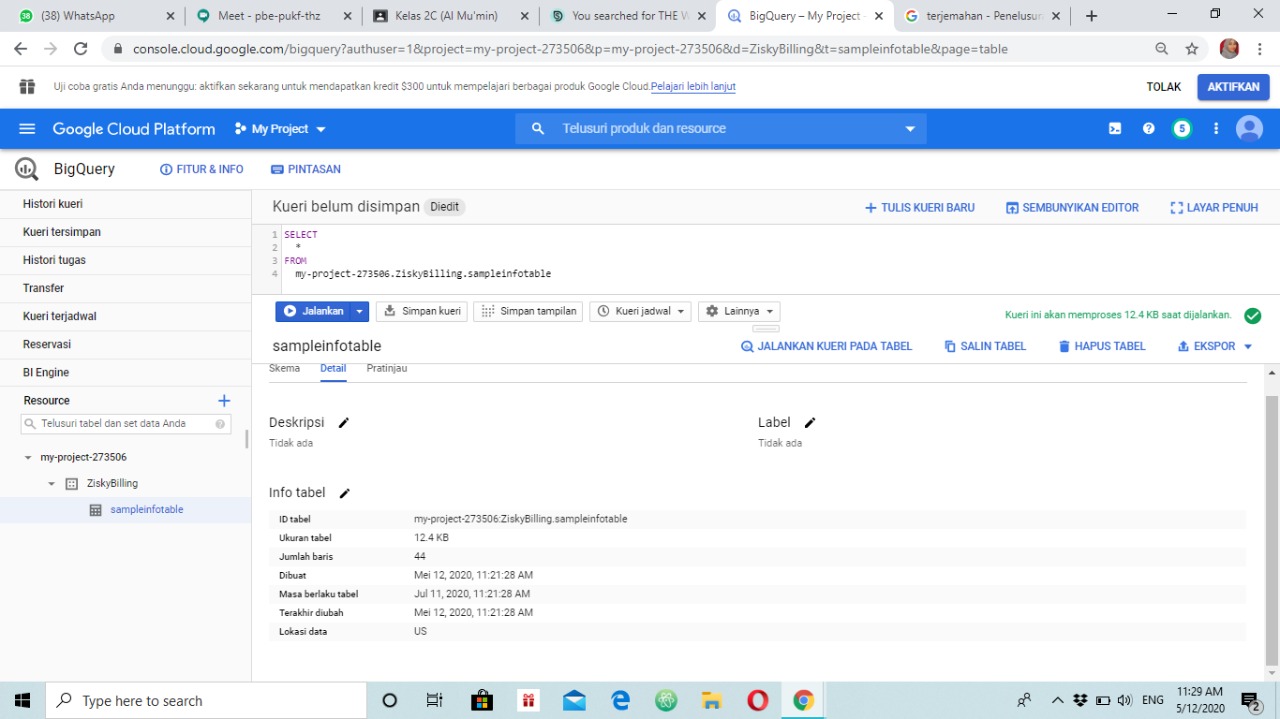 (38) WhatsApp
Meet - pbe-pukf-thz
Kelas 2C (Al Mu'min)
You searched for THE W
BigQuery – My Project -
terjemahan - Penelusur
console.cloud.google.com/bigquery?authuser=1&project=my-project-273506&p=my-project-273506&d=ZiskyBilling&t=sampleinfotable&page=table
Uji coba gratis Anda menunggu: aktifkan sekarang untuk mendapatkan kredit $300 untuk mempelajari berbagai produk Google Cloud. Pelajari lebih lanjut
TOLAK
AKTIFKAN
Google Cloud Platform
My Project
Telusuri produk dan resource
5
BigQuery
FITUR & INFO
PINTASAN
Histori kueri
Kueri tersimpan
Histori tugas
Transfer
Kueri terjadwal
Reservasi
BI Engine
Resource
Telusuri tabel dan set data Anda
my-project-273506
ZiskyBilling
sampleinfotable
Kueri belum disimpan Diedit
TULIS KUERI BARU
SEMBUNYIKAN EDITOR
LAYAR PENUH
1 SELECT
2 *
3 FROM
4 my-project-273506.ZiskyBilling.sampleinfotable
Jalankan
Simpan kueri
Simpan tampilan
Kueri jadwal
Lainnya
Kueri ini akan memproses 12.4 KB saat dijalankan.
sampleinfotable
JALANKAN KUERI PADA TABEL
SALIN TABEL
HAPUS TABEL
EKSPOR
Skema
Detail
Pratinjau
Deskripsi
Tidak ada
Label
Tidak ada
Info tabel
ID tabel my-project-273506:ZiskyBilling.sampleinfotable
Ukuran tabel 12.4 KB
Jumlah baris 44
Dibuat Mei 12, 2020, 11:21:28 AM
Masa berlaku tabel Jul 11, 2020, 11:21:28 AM
Terakhir diubah Mei 12, 2020, 11:21:28 AM
Lokasi data US
Type here to search
ENG
11:29 AM
5/12/2020
2